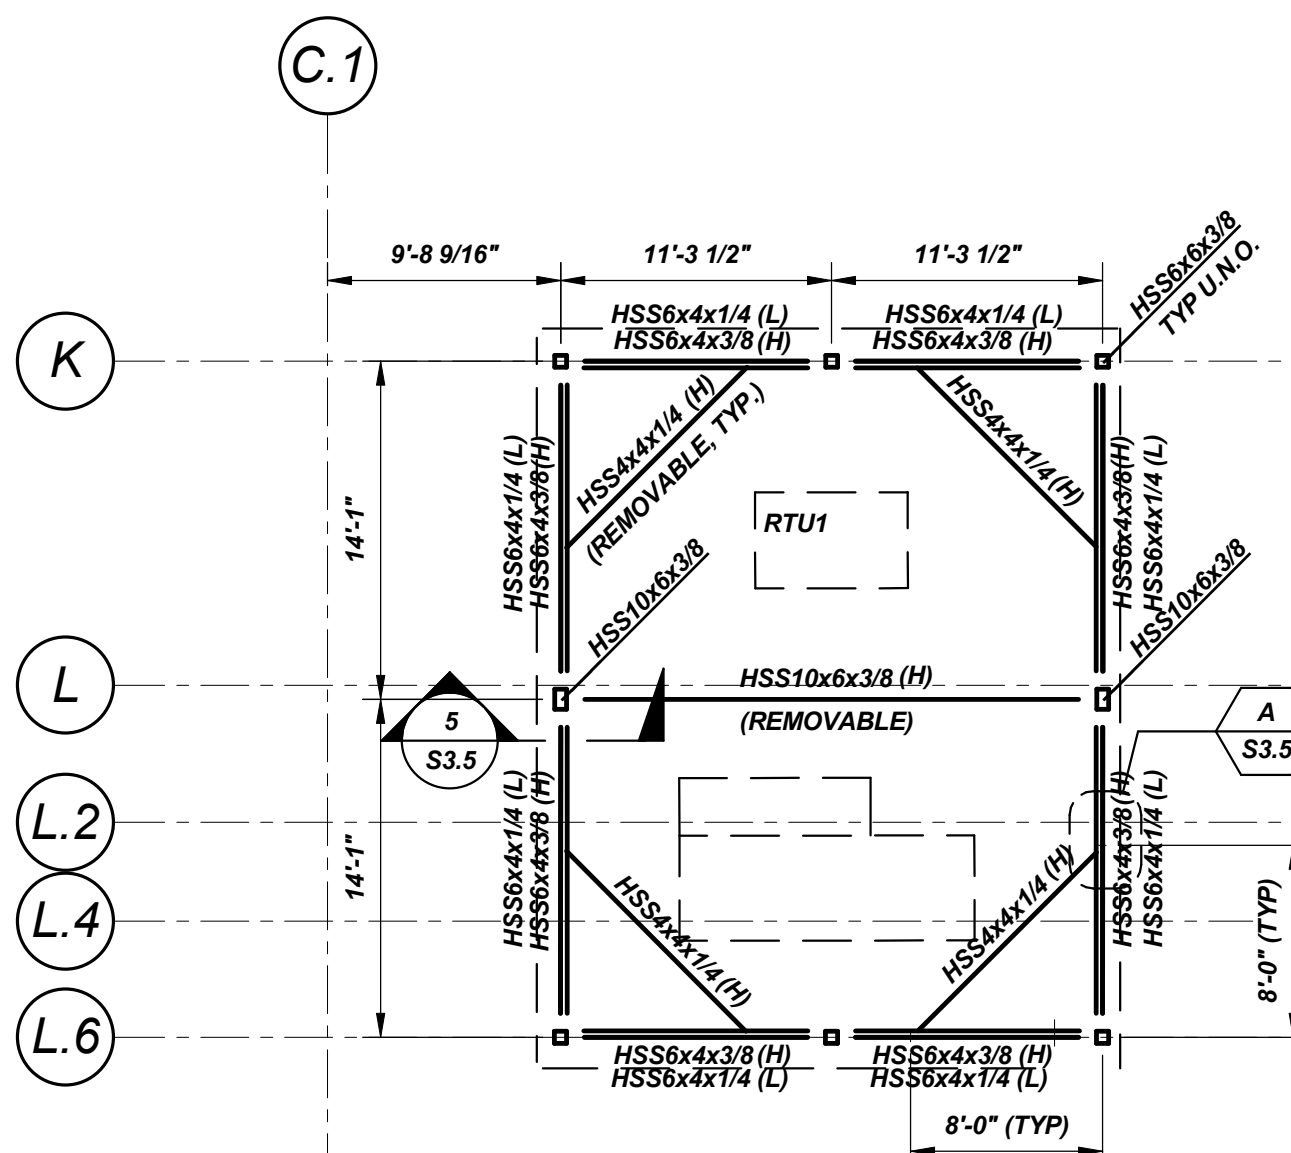 C.1
9'-8 9/16"
11'-3 1/2"
11'-3 1/2"
HSS6x6x3/8
TYP U.N.O.
HSS6x4x1/4 (L)
HSS6x4x3/8 (H)
HSS6x4x1/4 (L)
HSS6x4x3/8 (H)
K
HSS4x4x1/4 (H)
(REMOVABLE, TYP.)
HSS4x4x1/4 (H)
14'-1"
HSS6x4x1/4 (L)
HSS6x4x3/8(H)
RTU1
HSS6x4x3/8(H)
HSS6x4x1/4 (L)
HSS10x6x3/8
HSS10x6x3/8
L
HSS10x6x3/8 (H)
(REMOVABLE)
5
S3.5
A
S3.5
L.2
14'-1"
HSS6x4x1/4 (L)
HSS6x4x3/8 (H)
HSS4x4x1/4 (H)
HSS4x4x1/4 (H)
HSS6x4x3/8 (H)
HSS6x4x1/4 (L)
8'-0" (TYP)
L.4
L.6
HSS6x4x3/8 (H)
HSS6x4x1/4 (L)
HSS6x4x3/8 (H)
HSS6x4x1/4 (L)
8'-0" (TYP)